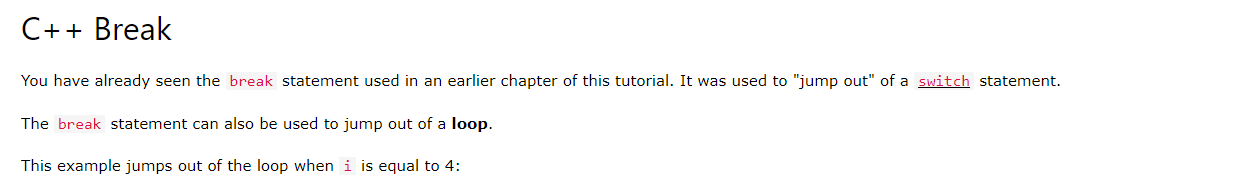 C++ Break
You have already seen the break statement used in an earlier chapter of this tutorial. It was used to "jump out" of a switch statement.
The break statement can also be used to jump out of a loop.
This example jumps out of the loop when i is equal to 4: